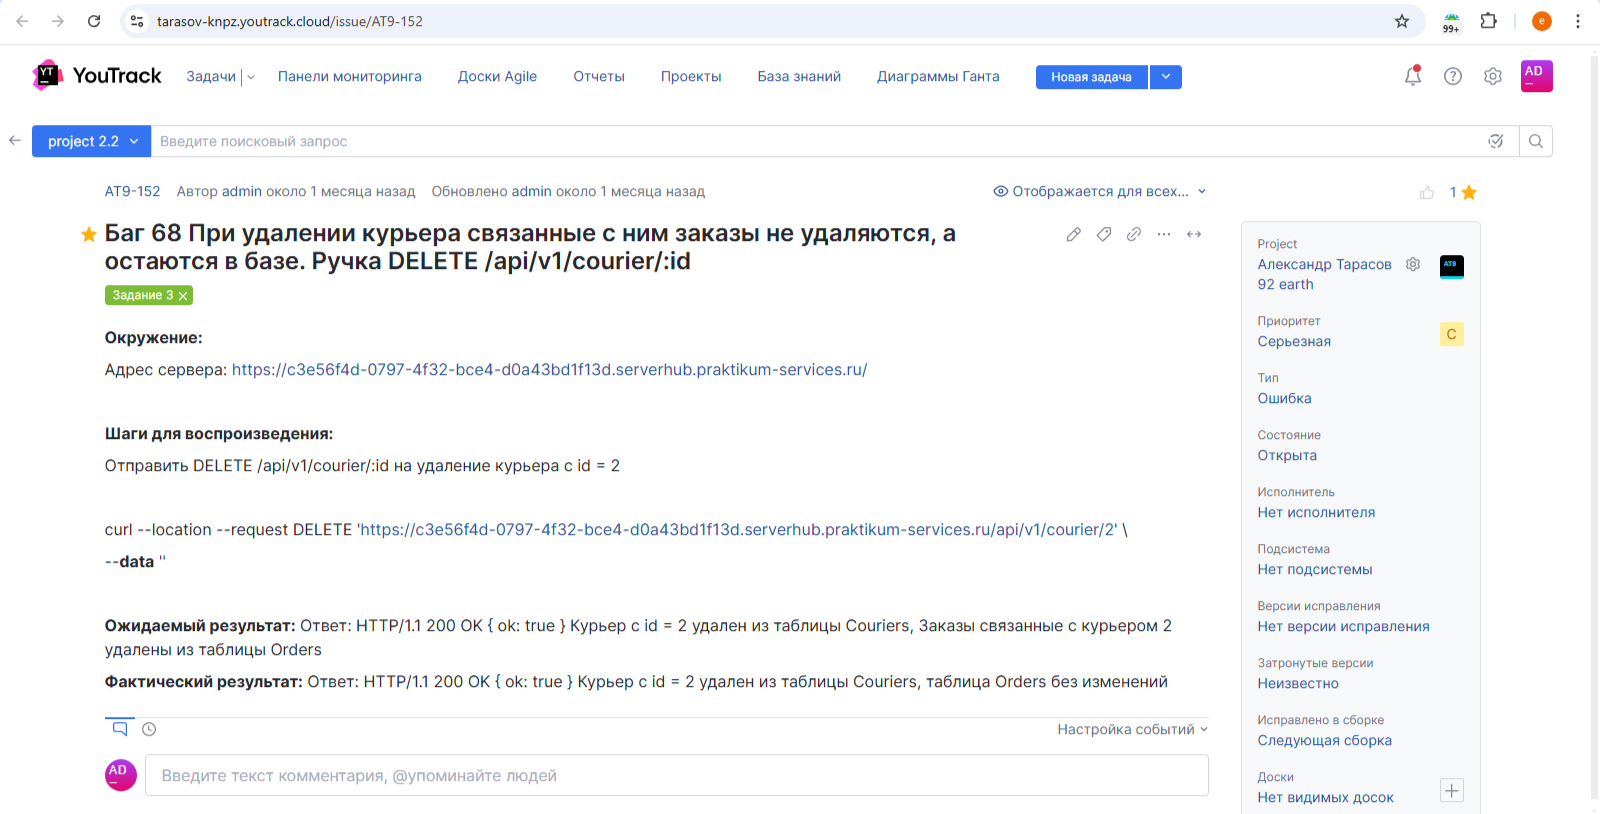 tarasov-knpz.youtrack.cloud/issue/AT9-152
99+
e
YT
YouTrack
Задачи
Панели мониторинга
Доски Agile
Отчеты
Проекты
База знаний
Диаграммы Ганта
Новая задача
AD
project 2.2
Введите поисковый запрос
AT9-152 Автор admin около 1 месяца назад Обновлено admin около 1 месяца назад
Отображается для всех...
1
Баг 68 При удалении курьера связанные с ним заказы не удаляются, а
остаются в базе. Ручка DELETE /api/v1/courier/:id
Задание 3
Окружение:
Адрес сервера: https://c3e56f4d-0797-4f32-bce4-d0a43bd1f13d.serverhub.praktikum-services.ru/
Шаги для воспроизведения:
Отправить DELETE /api/v1/courier/:id на удаление курьера с id = 2
curl --location --request DELETE 'https://c3e56f4d-0797-4f32-bce4-d0a43bd1f13d.serverhub.praktikum-services.ru/api/v1/courier/2' \
--data ''
Ожидаемый результат: Ответ: HTTP/1.1 200 OK { ok: true } Курьер с id = 2 удален из таблицы Couriers, Заказы связанные с курьером 2
удалены из таблицы Orders
Фактический результат: Ответ: HTTP/1.1 200 OK { ok: true } Курьер с id = 2 удален из таблицы Couriers, таблица Orders без изменений
Настройка событий
AD
Введите текст комментария, @упоминайте людей
Project
Александр Тарасов
92 earth
AT9
Приоритет
Серьезная
С
Тип
Ошибка
Состояние
Открыта
Исполнитель
Нет исполнителя
Подсистема
Нет подсистемы
Версии исправления
Нет версии исправления
Затронутые версии
Неизвестно
Исправлено в сборке
Следующая сборка
Доски
Нет видимых досок